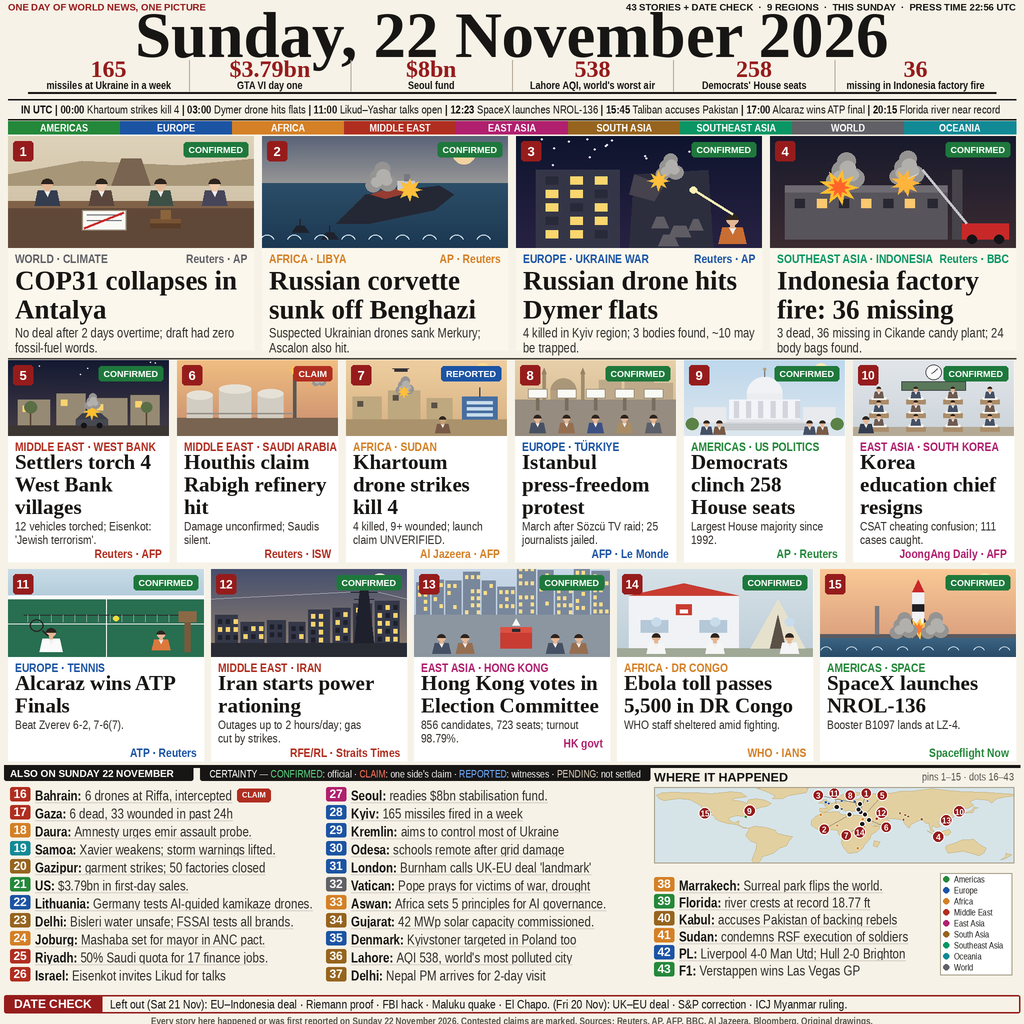 ONE DAY OF WORLD NEWS, ONE PICTURE
43 STORIES + DATE CHECK · 9 REGIONS · THIS SUNDAY · PRESS TIME 22:56 UTC
Sunday, 22 November 2026
165
missiles at Ukraine in a week
$3.79bn
GTA VI day one
$8bn
Seoul fund
538
Lahore AQI, world's worst air
258
Democrats' House seats
36
missing in Indonesia factory fire
IN UTC | 00:00 Khartoum strikes kill 4 | 03:00 Dymer drone hits flats | 11:00 Likud–Yashar talks open | 12:23 SpaceX launches NROL-136 | 15:45 Taliban accuses Pakistan | 17:00 Alcaraz wins ATP final | 20:15 Florida river near record
AMERICAS EUROPE AFRICA MIDDLE EAST EAST ASIA SOUTH ASIA SOUTHEAST ASIA WORLD OCEANIA
1 CONFIRMED
WORLD · CLIMATE Reuters · AP
COP31 collapses in
Antalya
No deal after 2 days overtime; draft had zero
fossil-fuel words.
2 CONFIRMED
AFRICA · LIBYA AP · Reuters
Russian corvette
sunk off Benghazi
Suspected Ukrainian drones sank Merkury;
Ascalon also hit.
3 CONFIRMED
EUROPE · UKRAINE WAR Reuters · AP
Russian drone hits
Dymer flats
4 killed in Kyiv region; 3 bodies found, ~10 may
be trapped.
4 CONFIRMED
SOUTHEAST ASIA · INDONESIA Reuters · BBC
Indonesia factory
fire: 36 missing
3 dead, 36 missing in Cikande candy plant; 24
body bags found.
5 CONFIRMED
MIDDLE EAST · WEST BANK
Settlers torch 4
West Bank
villages
12 vehicles torched; Eisenkot:
'Jewish terrorism'.
Reuters · AFP
6 CLAIM
MIDDLE EAST · SAUDI ARABIA
Houthis claim
Rabigh refinery
hit
Damage unconfirmed; Saudis
silent.
Reuters · ISW
7 REPORTED
AFRICA · SUDAN
Khartoum
drone strikes
kill 4
4 killed, 9+ wounded; launch
claim UNVERIFIED.
Al Jazeera · AFP
8 CONFIRMED
EUROPE · TÜRKIYE
Istanbul
press-freedom
protest
March after Sözcü TV raid; 25
journalists jailed.
AFP · Le Monde
9 CONFIRMED
AMERICAS · US POLITICS
Democrats
clinch 258
House seats
Largest House majority since
1992.
AP · Reuters
10 CONFIRMED
EAST ASIA · SOUTH KOREA
Korea
education chief
resigns
CSAT cheating confusion; 111
cases caught.
JoongAng Daily · AFP
11 CONFIRMED
EUROPE · TENNIS
Alcaraz wins ATP
Finals
Beat Zverev 6-2, 7-6(7).
ATP · Reuters
12 CONFIRMED
MIDDLE EAST · IRAN
Iran starts power
rationing
Outages up to 2 hours/day; gas
cut by strikes.
RFE/RL · Straits Times
13 CONFIRMED
EAST ASIA · HONG KONG
Hong Kong votes in
Election Committee
856 candidates, 723 seats; turnout
98.79%.
HK govt
14 CONFIRMED
AFRICA · DR CONGO
Ebola toll passes
5,500 in DR Congo
WHO staff sheltered amid fighting.
WHO · IANS
15 CONFIRMED
AMERICAS · SPACE
SpaceX launches
NROL-136
Booster B1097 lands at LZ-4.
Spaceflight Now
ALSO ON SUNDAY 22 NOVEMBER
CERTAINTY — CONFIRMED: official · CLAIM: one side's claim · REPORTED: witnesses · PENDING: not settled
16 Bahrain: 6 drones at Riffa, intercepted CLAIM
17 Gaza: 6 dead, 33 wounded in past 24h
18 Daura: Amnesty urges emir assault probe.
19 Samoa: Xavier weakens; storm warnings lifted.
20 Gazipur: garment strikes; 50 factories closed
21 US: $3.79bn in first-day sales.
22 Lithuania: Germany tests AI-guided kamikaze drones.
23 Delhi: Bisleri water unsafe; FSSAI tests all brands.
24 Joburg: Mashaba set for mayor in ANC pact.
25 Riyadh: 50% Saudi quota for 17 finance jobs.
26 Israel: Eisenkot invites Likud for talks
27 Seoul: readies $8bn stabilisation fund.
28 Kyiv: 165 missiles fired in a week
29 Kremlin: aims to control most of Ukraine
30 Odesa: schools remote after grid damage
31 London: Burnham calls UK-EU deal 'landmark'
32 Vatican: Pope prays for victims of war, drought
33 Aswan: Africa sets 5 principles for AI organisation.
34 Gujarat: 42 MWp solar capacity commissioned.
35 Denmark: Kyivstoner targeted in Poland too
36 Lahore: AQI 538, world's most polluted city
37 Delhi: Nepal PM arrives for 2-day visit
WHERE IT HAPPENED pins 1–15 · dots 16–43
15 9 3 11 8 1 5 12 10 13 2 7 14 6 4
38 Marrakech: Surreal park flips the world.
39 Florida: river crests at record 18.77 ft
40 Kabul: accuses Pakistan of backing rebels
41 Sudan: condemns RSF execution of soldiers
42 PL: Liverpool 4-0 Man Utd; Hull 2-0 Brighton
43 F1: Verstappen wins Las Vegas GP
Americas
Europe
Africa
Middle East
East Asia
South Asia
Southeast Asia
Oceania
World
DATE CHECK Left out (Sat 21 Nov): EU–Indonesia deal · Riemann proof · FBI hack · Maluku quake · El Chapo. (Fri 20 Nov): UK–EU deal · S&P correction · ICJ Myanmar ruling.
Every story here happened or was first reported on Sunday 22 November 2026. Contested claims are marked. Sources: Reuters, AP, AFP, BBC, Al Jazeera, Bloomberg. Original drawings.